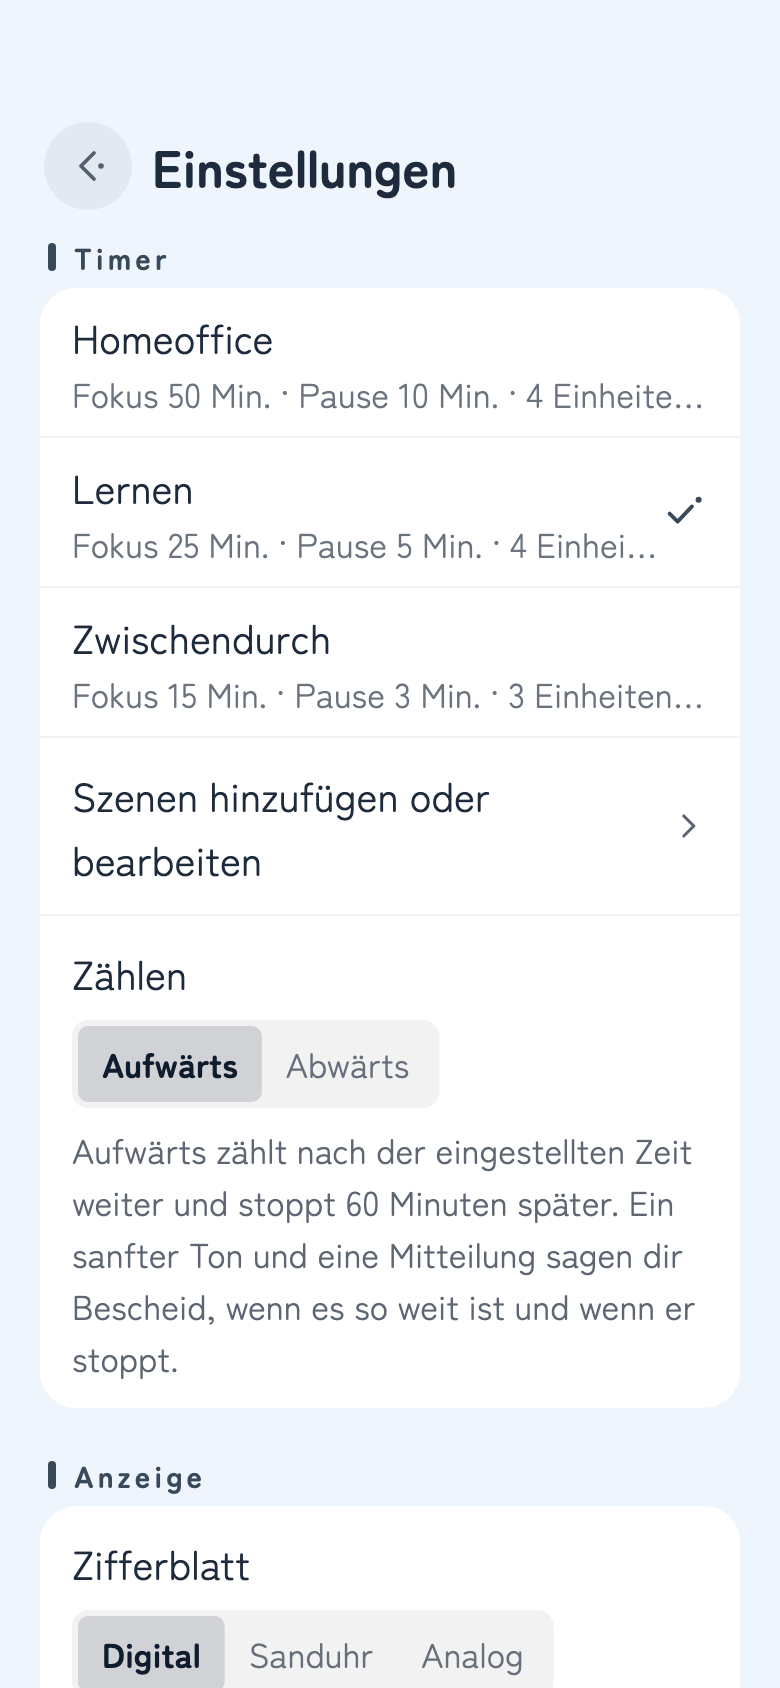 Einstellungen
Timer
Homeoffice
Fokus 50 Min. · Pause 10 Min. · 4 Einheite...
Lernen
Fokus 25 Min. · Pause 5 Min. · 4 Einhei...
Zwischendurch
Fokus 15 Min. · Pause 3 Min. · 3 Einheiten...
Szenen hinzufügen oder
bearbeiten
Zählen
Aufwärts Abwärts
Aufwärts zählt nach der eingestellten Zeit
weiter und stoppt 60 Minuten später. Ein
sanfter Ton und eine Mitteilung sagen dir
Bescheid, wenn es so weit ist und wenn er
stoppt.
Anzeige
Zifferblatt
Digital Sanduhr Analog